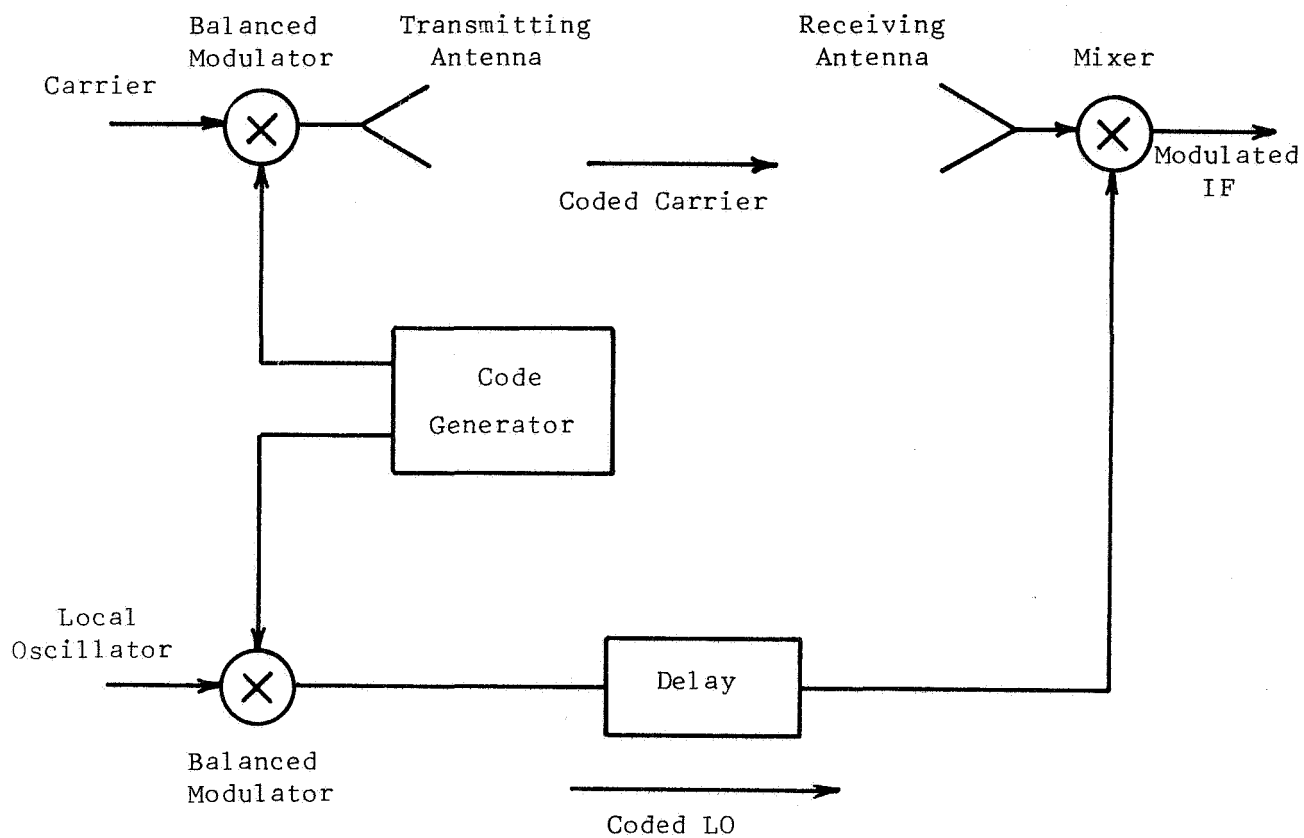 Balanced
Modulator
Transmitting
Antenna
Receiving
Antenna
Mixer
Carrier
Modulated
IF
Coded Carrier
Code
Generator
Local
Oscillator
Delay
Balanced
Modulator
Coded LO